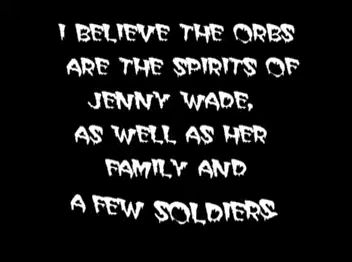 I BELIEVE THE ORBS
ARE THE SPIRITS OF
JENNY WADE,
AS WELL AS HER
FAMILY AND
A FEW SOLDIERS.